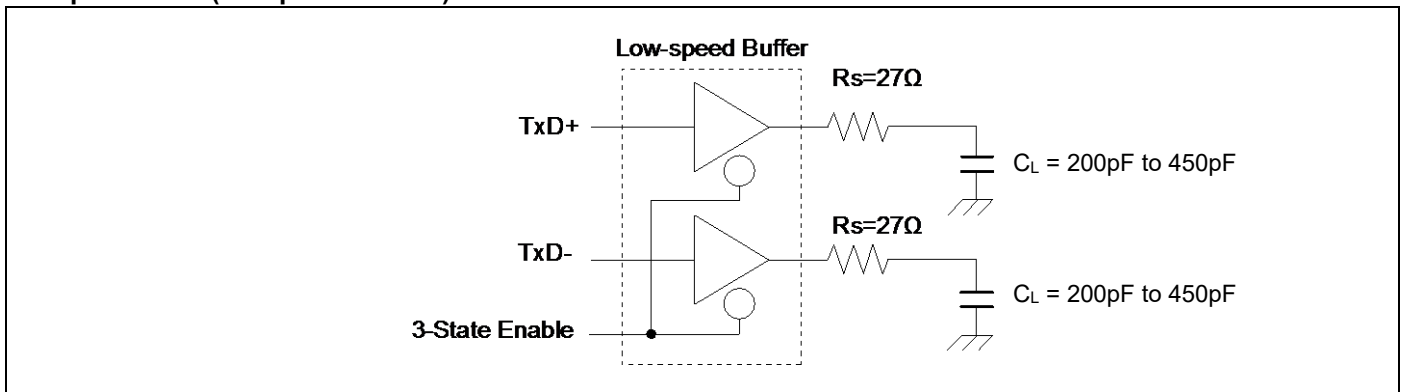 Low-speed Buffer
Rs=27Ω
TxD+
CL = 200pF to 450pF
Rs=27Ω
TxD-
CL = 200pF to 450pF
3-State Enable